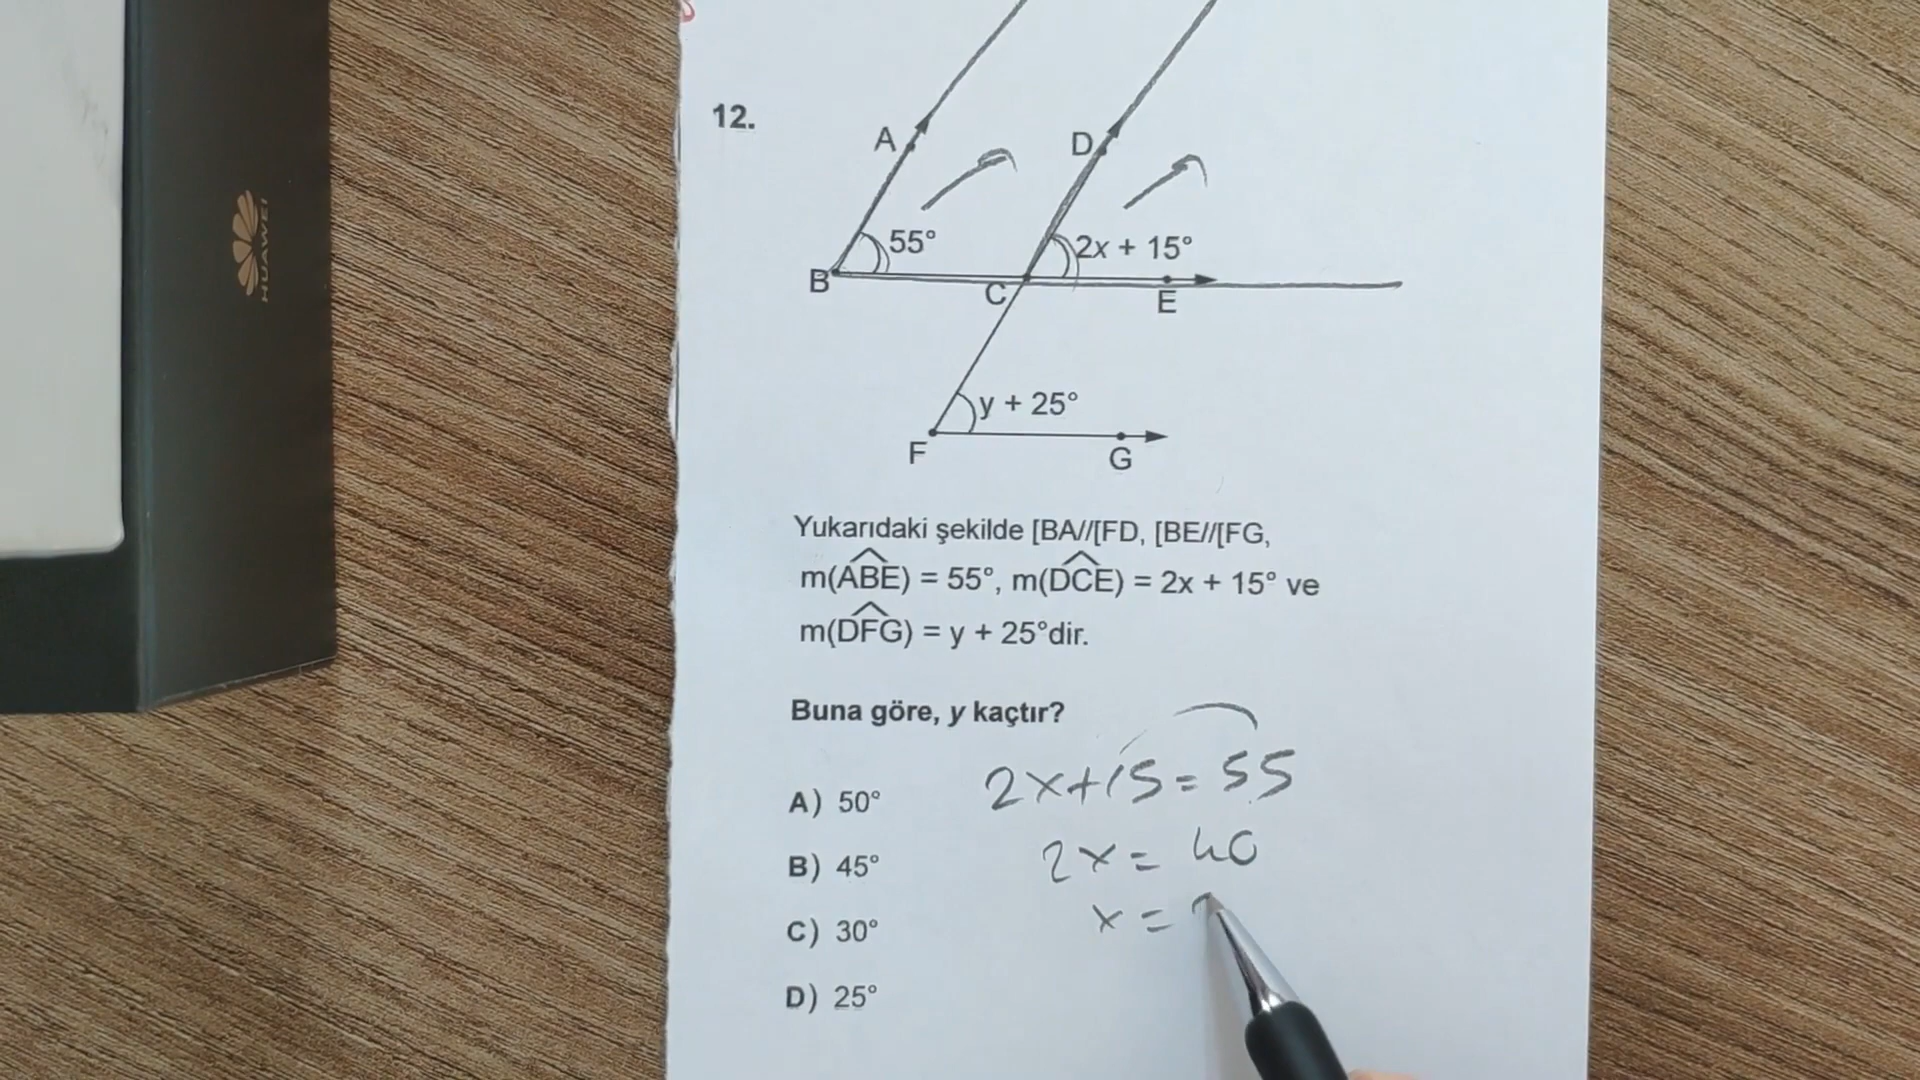 HUAWEI
12.
A
D
55°
2x + 15°
B
C
E
y + 25°
F
G
Yukarıdaki şekilde [BA//[FD, [BE//[FG,
m(ABE) = 55°, m(DCE) = 2x + 15° ve
m(DFG) = y + 25°dir.
Buna göre, y kaçtır?
2x+15=55
A) 50°
2x= 40
B) 45°
x=
C) 30°
D) 25°